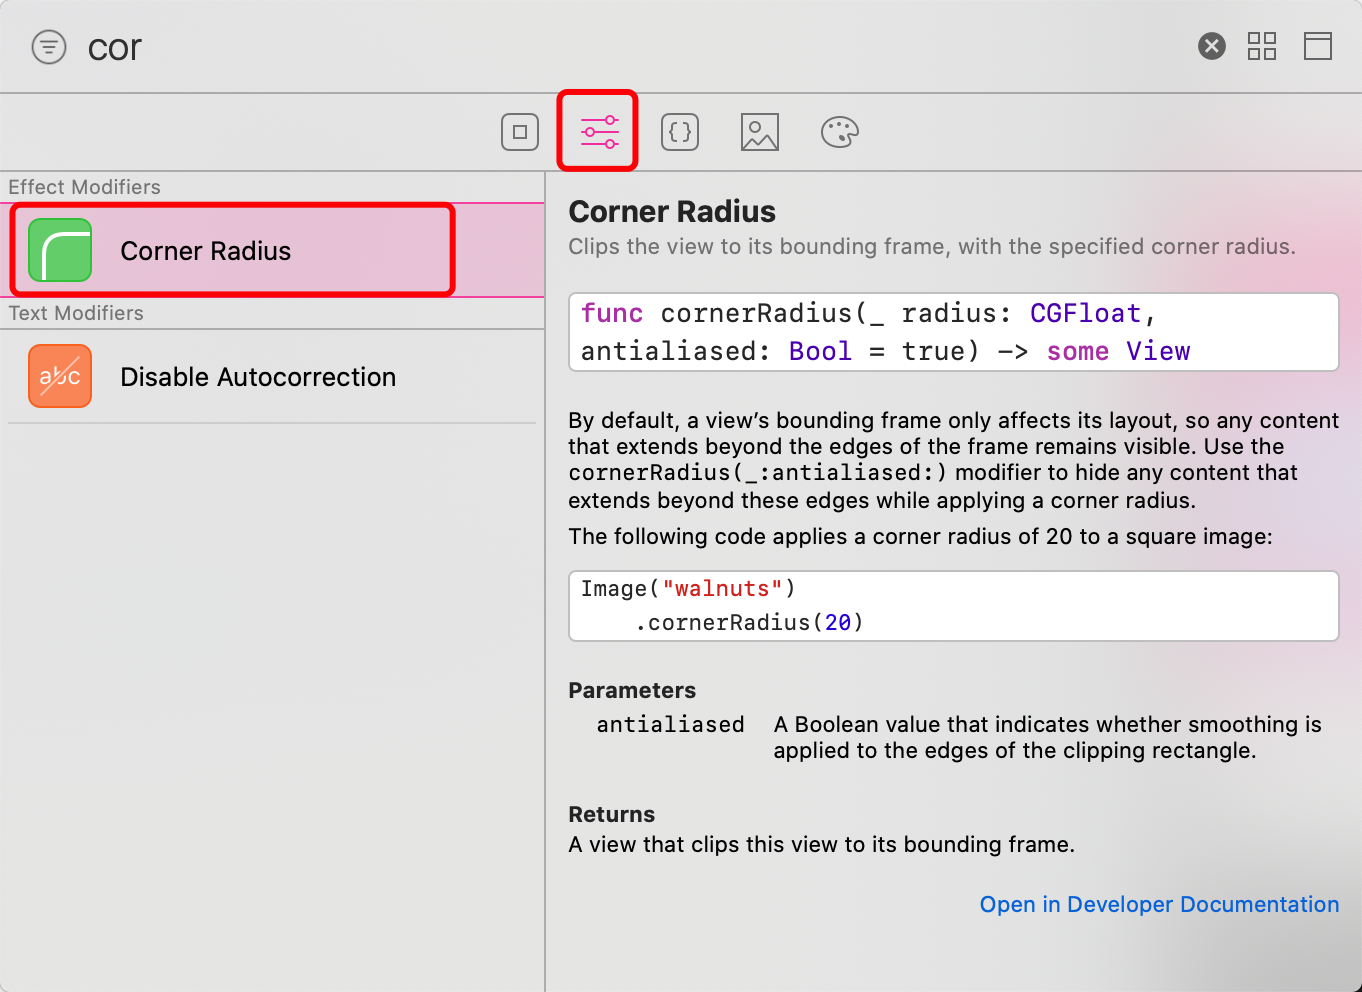 cor
Effect Modifiers
Corner Radius
Text Modifiers
abc
Disable Autocorrection
Corner Radius
Clips the view to its bounding frame, with the specified corner radius.
func cornerRadius(_ radius: CGFloat,
antialiased: Bool = true) -> some View
By default, a view’s bounding frame only affects its layout, so any content
that extends beyond the edges of the frame remains visible. Use the
cornerRadius(_:antialiased:) modifier to hide any content that
extends beyond these edges while applying a corner radius.
The following code applies a corner radius of 20 to a square image:
Image("walnuts")
.cornerRadius(20)
Parameters
antialiased A Boolean value that indicates whether smoothing is
applied to the edges of the clipping rectangle.
Returns
A view that clips this view to its bounding frame.
Open in Developer Documentation